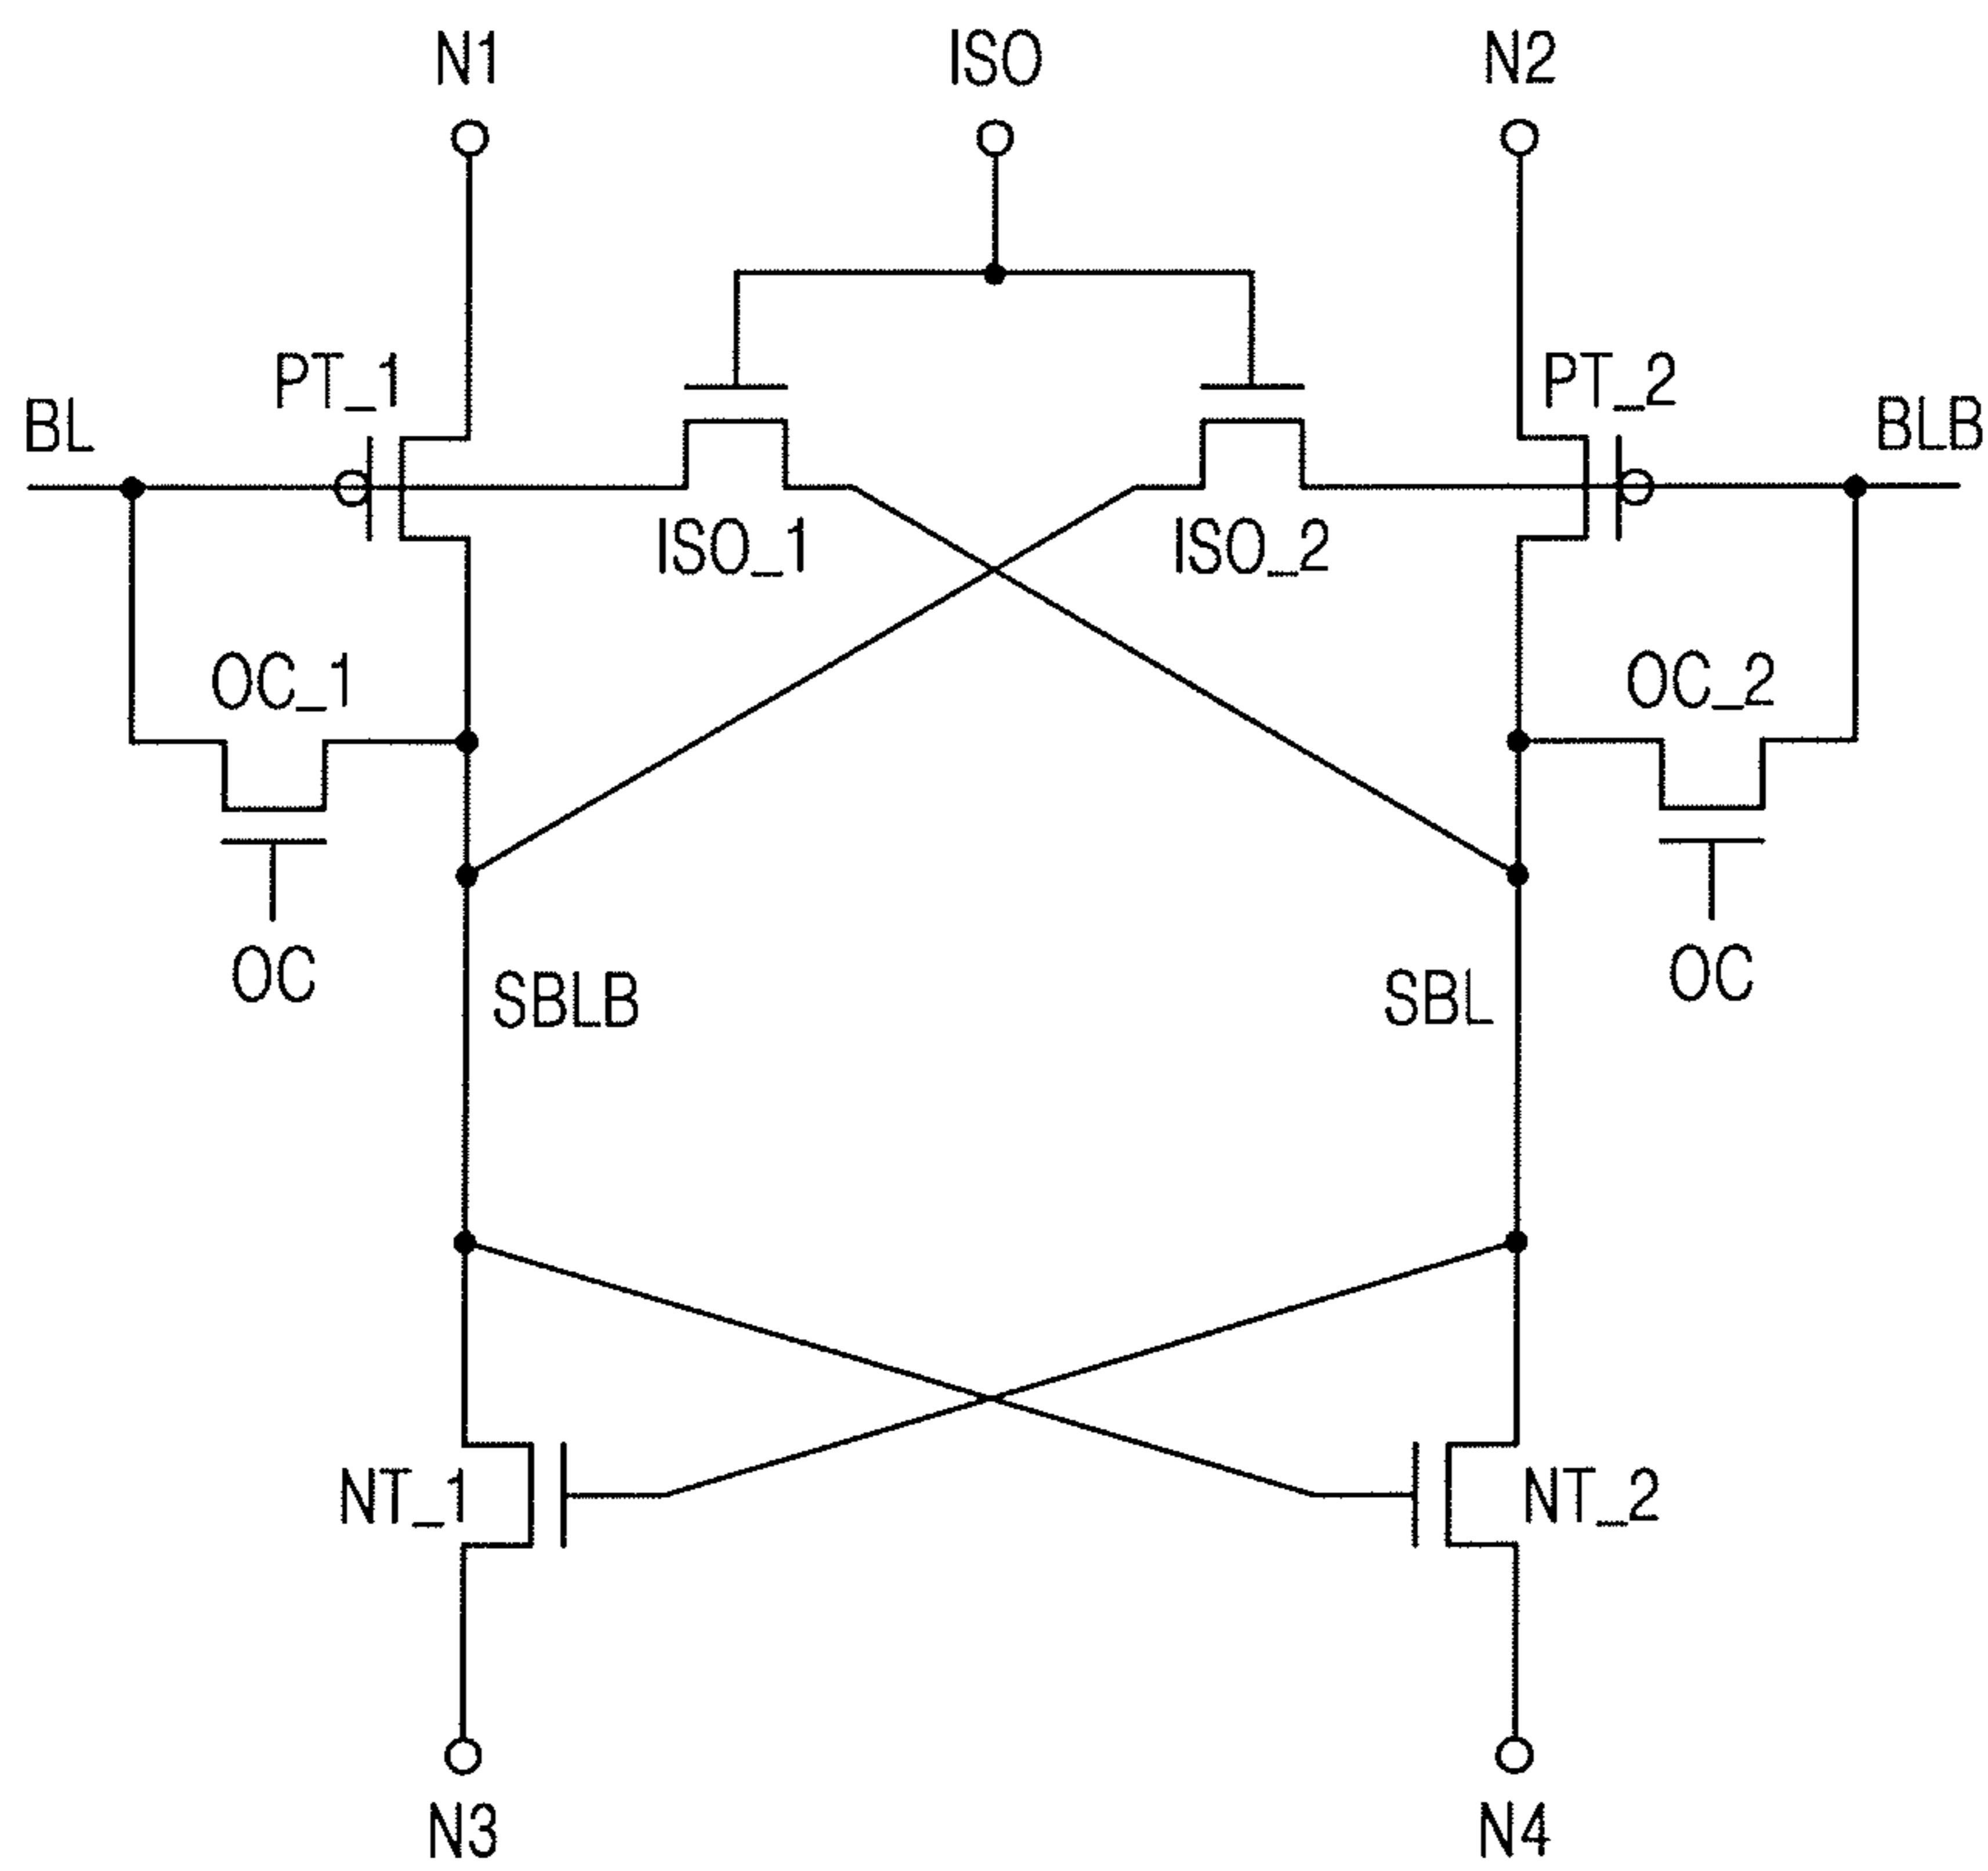 N1
ISO
N2
PT_1
PT_2
BL
BLB
ISO_1
ISO_2
OC_1
OC_2
OC
SBLB
SBL
OC
NT_1
NT_2
N3
N4